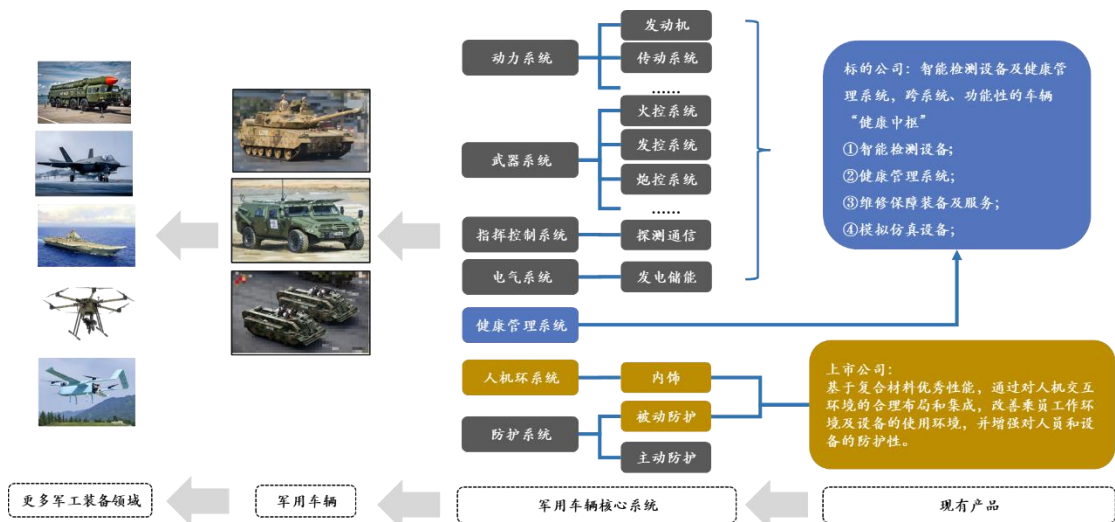 动力系统
发动机
传动系统
……
武器系统
火控系统
发控系统
炮控系统
……
指挥控制系统
探测通信
电气系统
发电储能
健康管理系统
人机环系统
内饰
防护系统
被动防护
主动防护
标的公司：智能检测设备及健康管
理系统，跨系统、功能性的车辆
“健康中枢”
①智能检测设备；
②健康管理系统；
③维修保障装备及服务；
④模拟仿真设备；
上市公司：
基于复合材料优秀性能，通过对人机交互
环境的合理布局和集成，改善乘员工作环
境及设备的使用环境，并增强对人员和设
备的防护性。
更多军工装备领域
军用车辆
军用车辆核心系统
现有产品